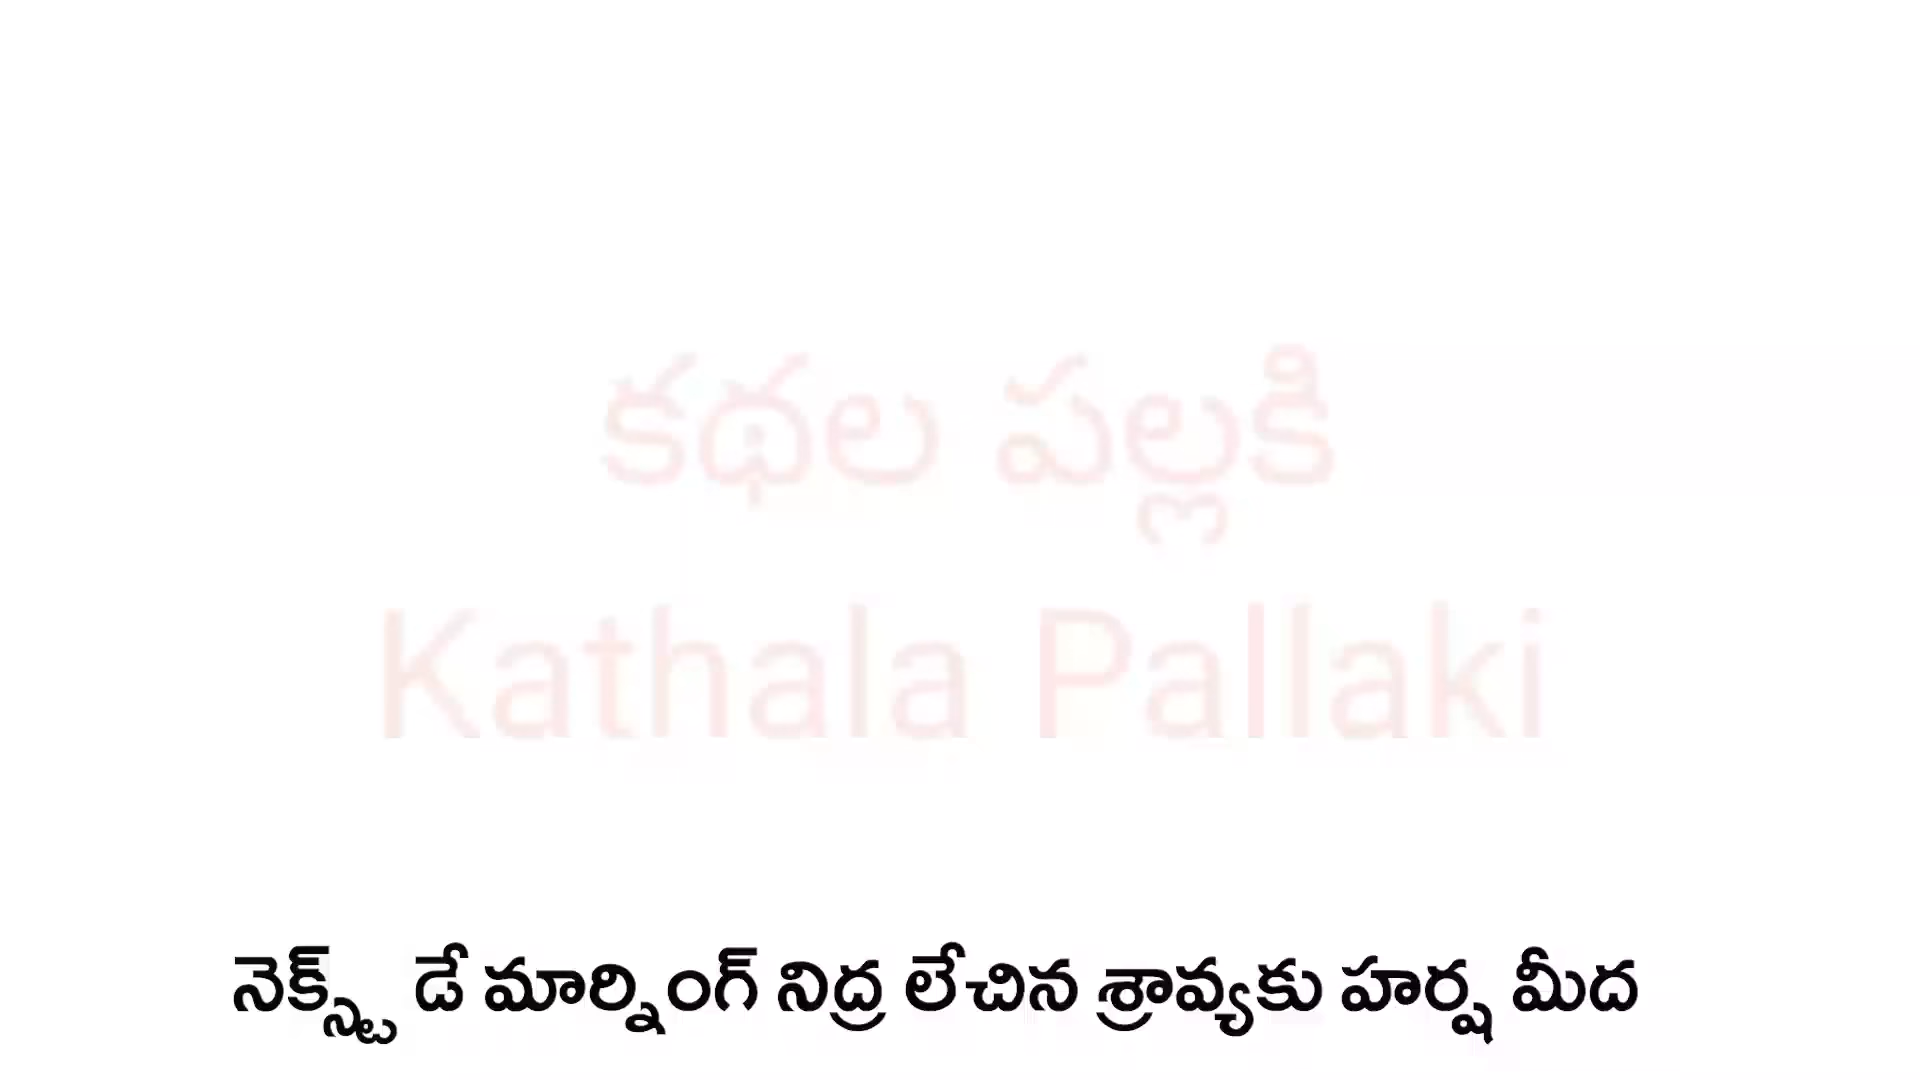 కథల పల్లకి
Kathala Pallaki
నెక్స్ట్ డే మార్నింగ్ నిద్ర లేచిన శ్రావ్యకు హర్ష మీద